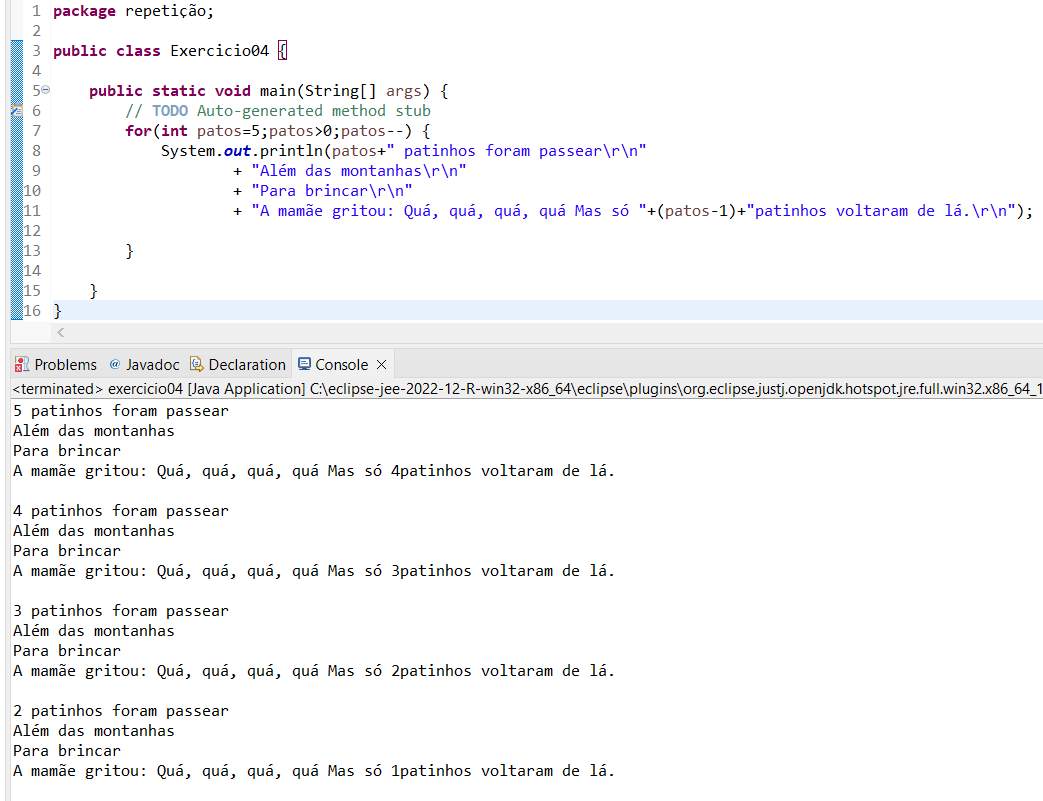 1 package repetição;
2
3 public class Exercicio04 {
4
5 public static void main(String[] args) {
6 // TODO Auto-generated method stub
7 for(int patos=5;patos>0;patos--) {
8 System.out.println(patos+" patinhos foram passear\r\n"
9 + "Além das montanhas\r\n"
10 + "Para brincar\r\n"
11 + "A mamãe gritou: Quá, quá, quá, quá Mas só "+(patos-1)+"patinhos voltaram de lá.\r\n");
12
13 }
14
15 }
16 }
Problems @ Javadoc Declaration Console
<terminated> exercicio04 [Java Application] C:\eclipse-jee-2022-12-R-win32-x86_64\eclipse\plugins\org.eclipse.justj.openjdk.hotspot.jre.full.win32.x86_64_1
5 patinhos foram passear
Além das montanhas
Para brincar
A mamãe gritou: Quá, quá, quá, quá Mas só 4patinhos voltaram de lá.

4 patinhos foram passear
Além das montanhas
Para brincar
A mamãe gritou: Quá, quá, quá, quá Mas só 3patinhos voltaram de lá.

3 patinhos foram passear
Além das montanhas
Para brincar
A mamãe gritou: Quá, quá, quá, quá Mas só 2patinhos voltaram de lá.

2 patinhos foram passear
Além das montanhas
Para brincar
A mamãe gritou: Quá, quá, quá, quá Mas só 1patinhos voltaram de lá.